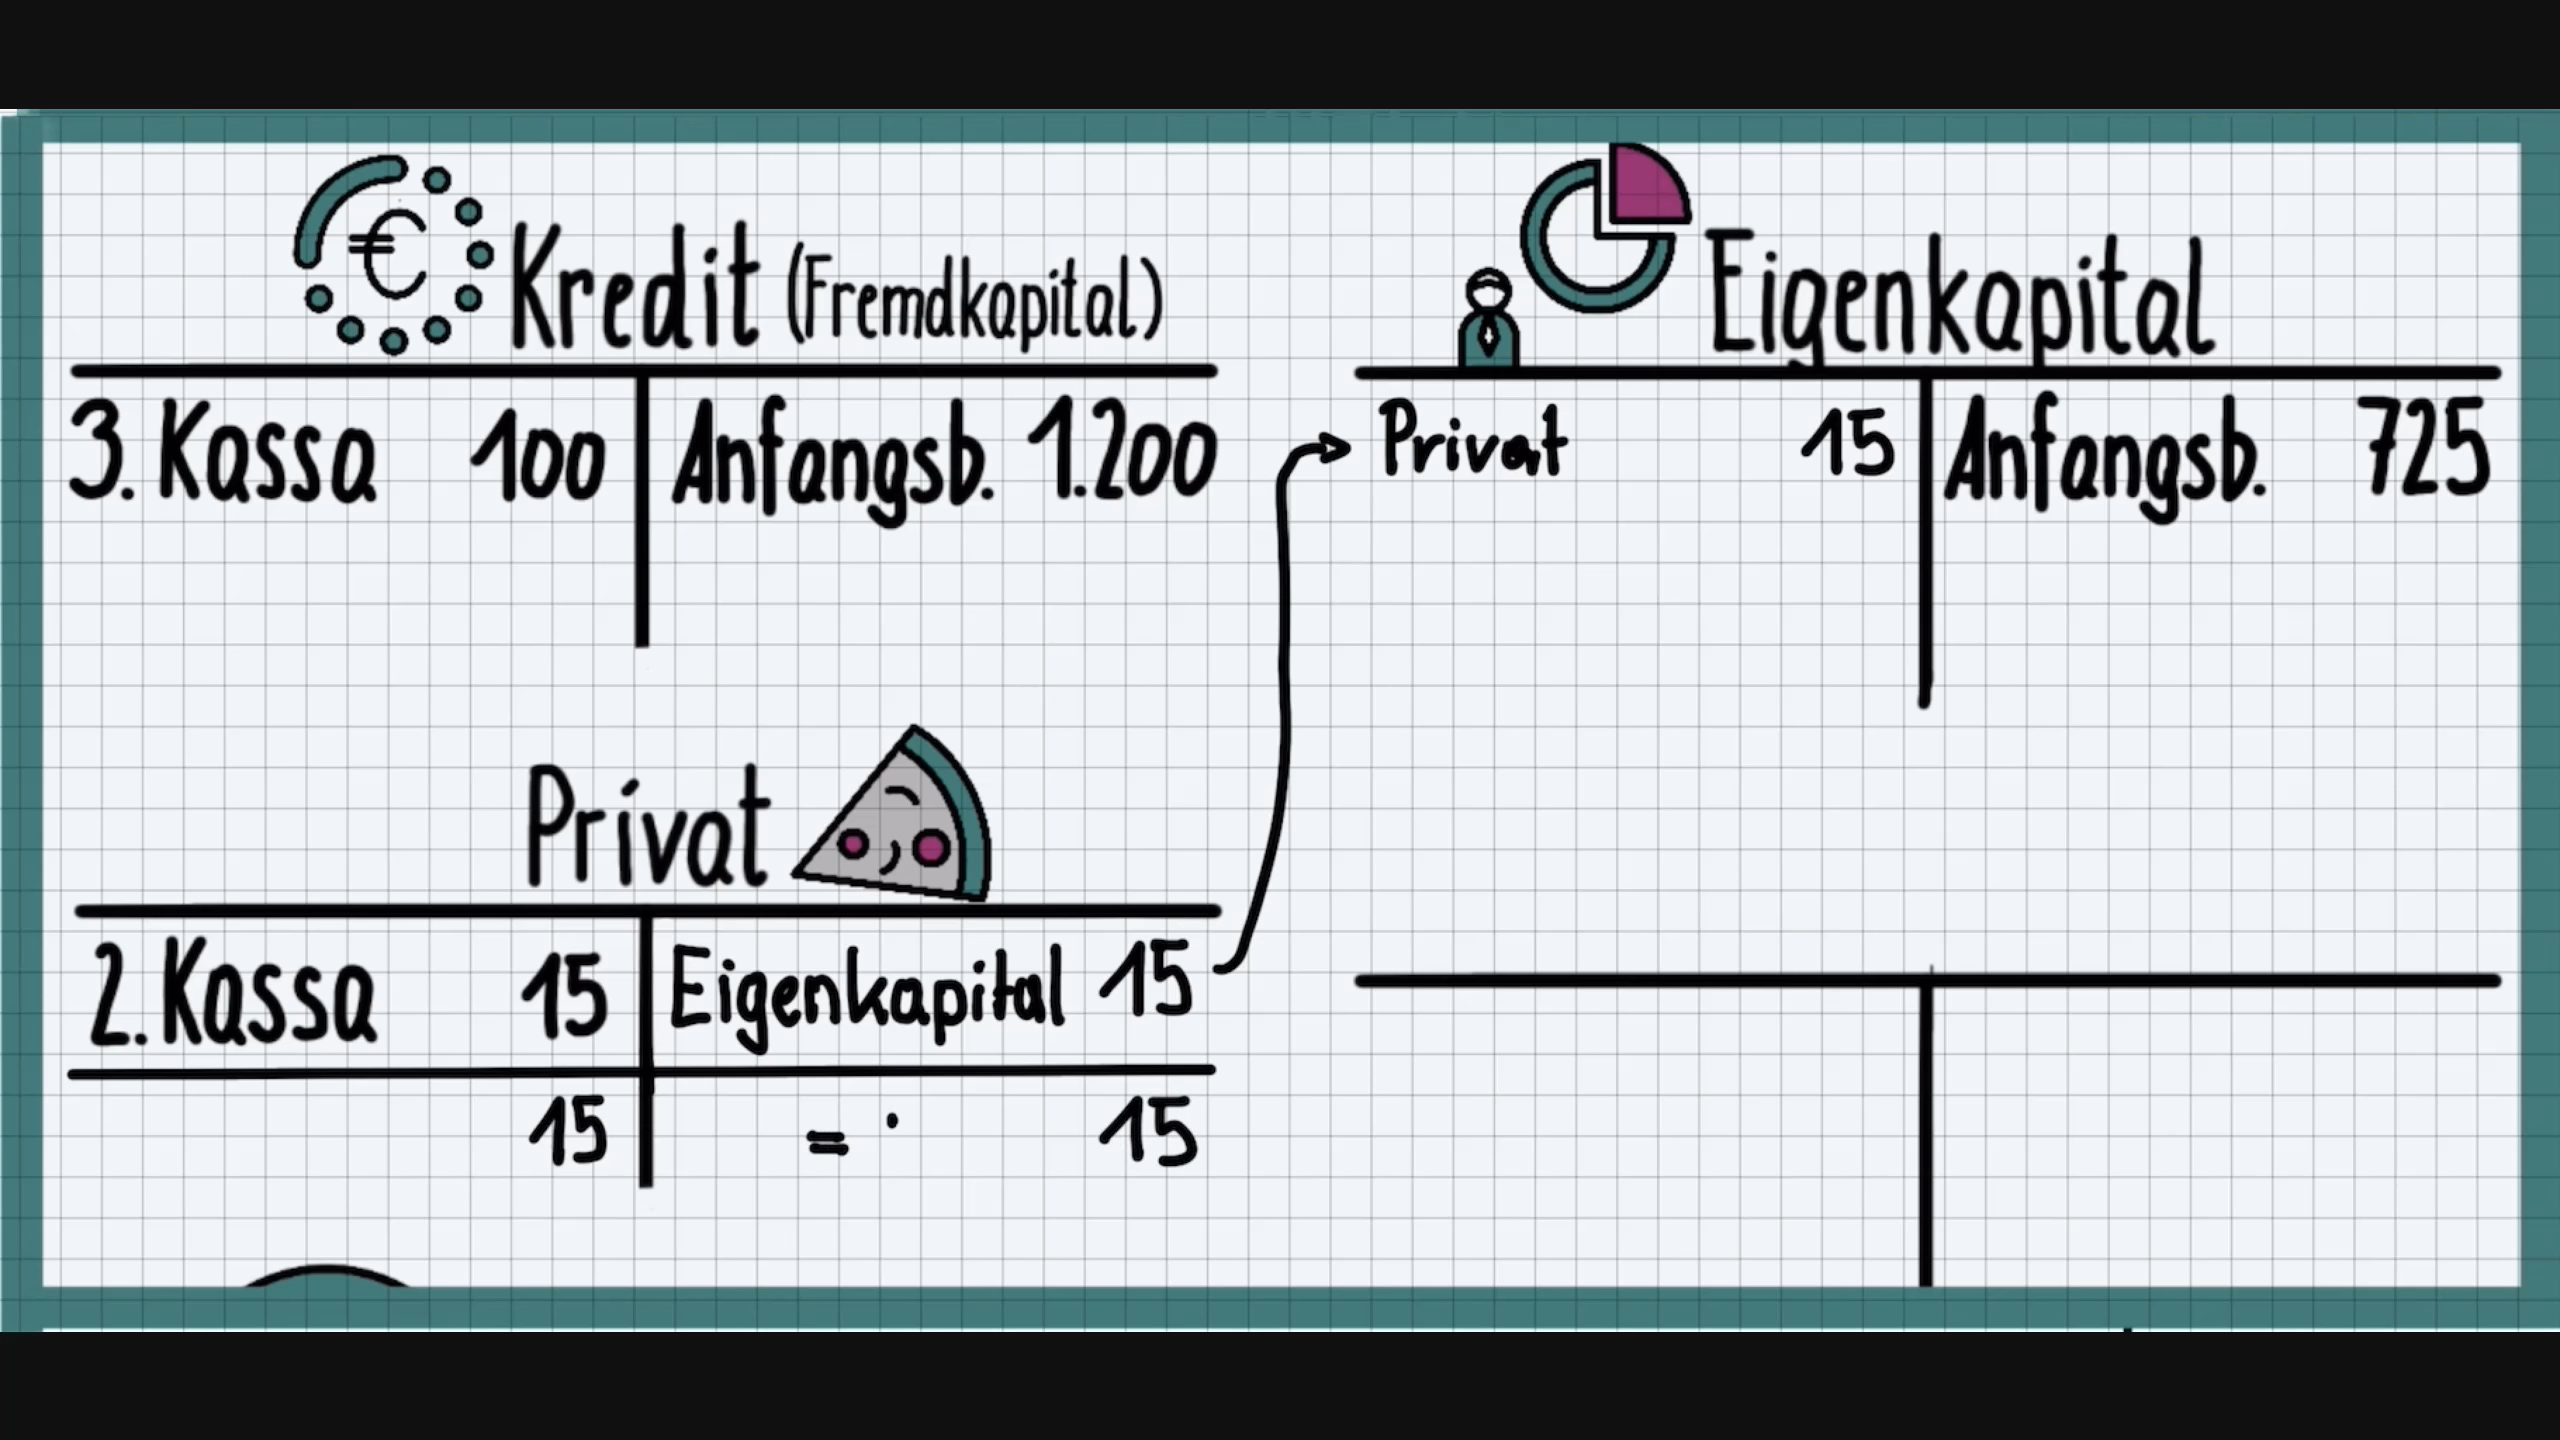 €
Kredit (Fremdkapital)
3. Kassa 100 Anfangsb. 1.200
Eigenkapital
Privat 15 Anfangsb. 725
Privat
2. Kassa 15 Eigenkapital 15
15 = 15